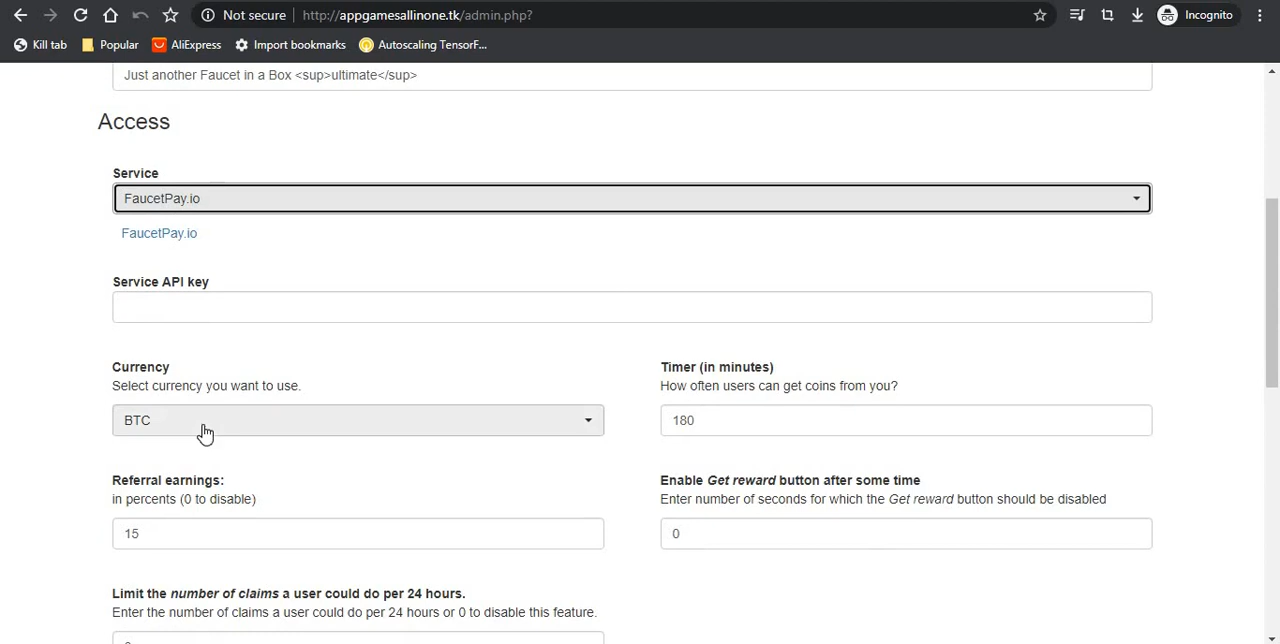 Not secure
http://appgamesallinone.tk/admin.php?
Incognito
Kill tab
Popular
AliExpress
Import bookmarks
Autoscaling TensorF...
Just another Faucet in a Box <sup>ultimate</sup>
Access
Service
FaucetPay.io
FaucetPay.io
Service API key
Currency
Select currency you want to use.
BTC
Timer (in minutes)
How often users can get coins from you?
180
Referral earnings:
in percents (0 to disable)
15
Enable Get reward button after some time
Enter number of seconds for which the Get reward button should be disabled
0
Limit the number of claims a user could do per 24 hours.
Enter the number of claims a user could do per 24 hours or 0 to disable this feature.